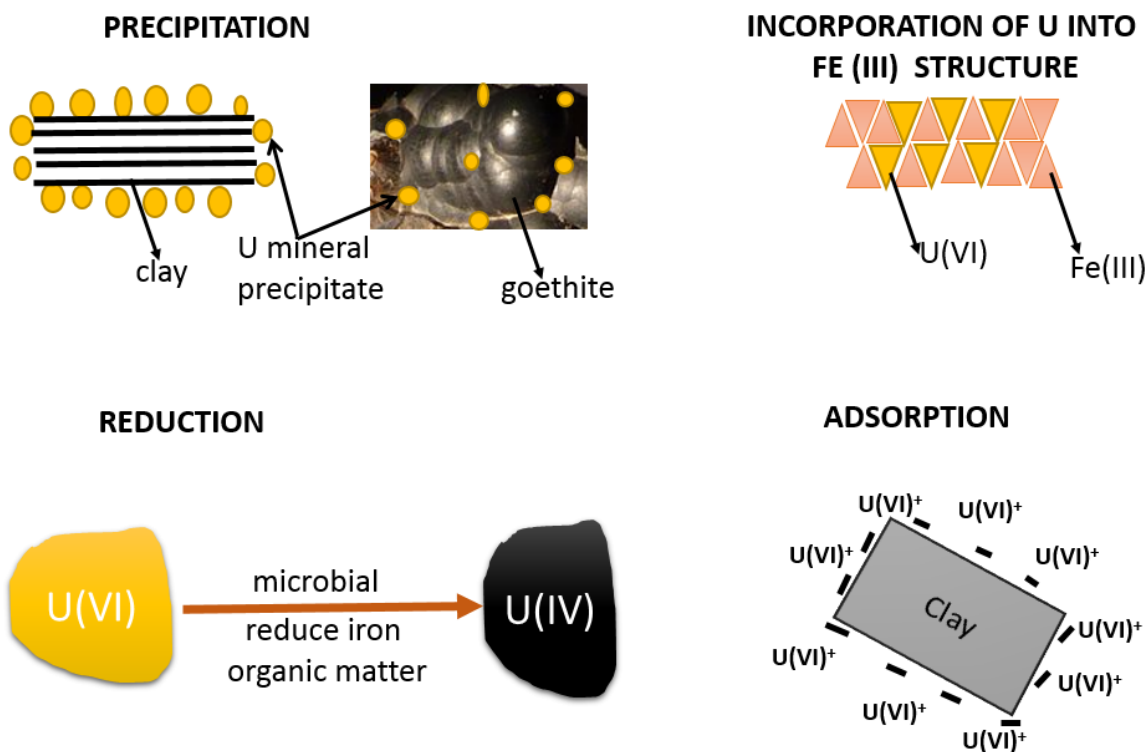 PRECIPITATION
clay
U mineral
precipitate
goethite
INCORPORATION OF U INTO
FE (III) STRUCTURE
U(VI)
Fe(III)
REDUCTION
U(VI)
microbial
reduce iron
organic matter
U(IV)
ADSORPTION
U(VI)⁺
U(VI)⁺
U(VI)⁺
U(VI)⁺
Clay
U(VI)⁺
U(VI)⁺
U(VI)⁺
U(VI)⁺
U(VI)⁺